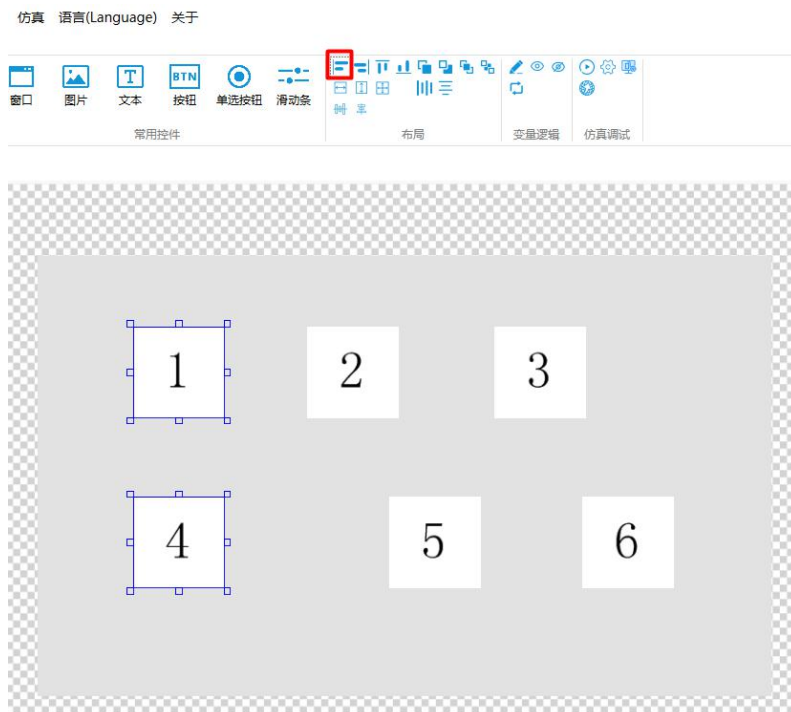 仿真 语言(Language) 关于
窗口 图片 文本 按钮 单选按钮 滑动条
T BTN
常用控件 布局 变量逻辑 仿真调试
1 2 3
4 5 6